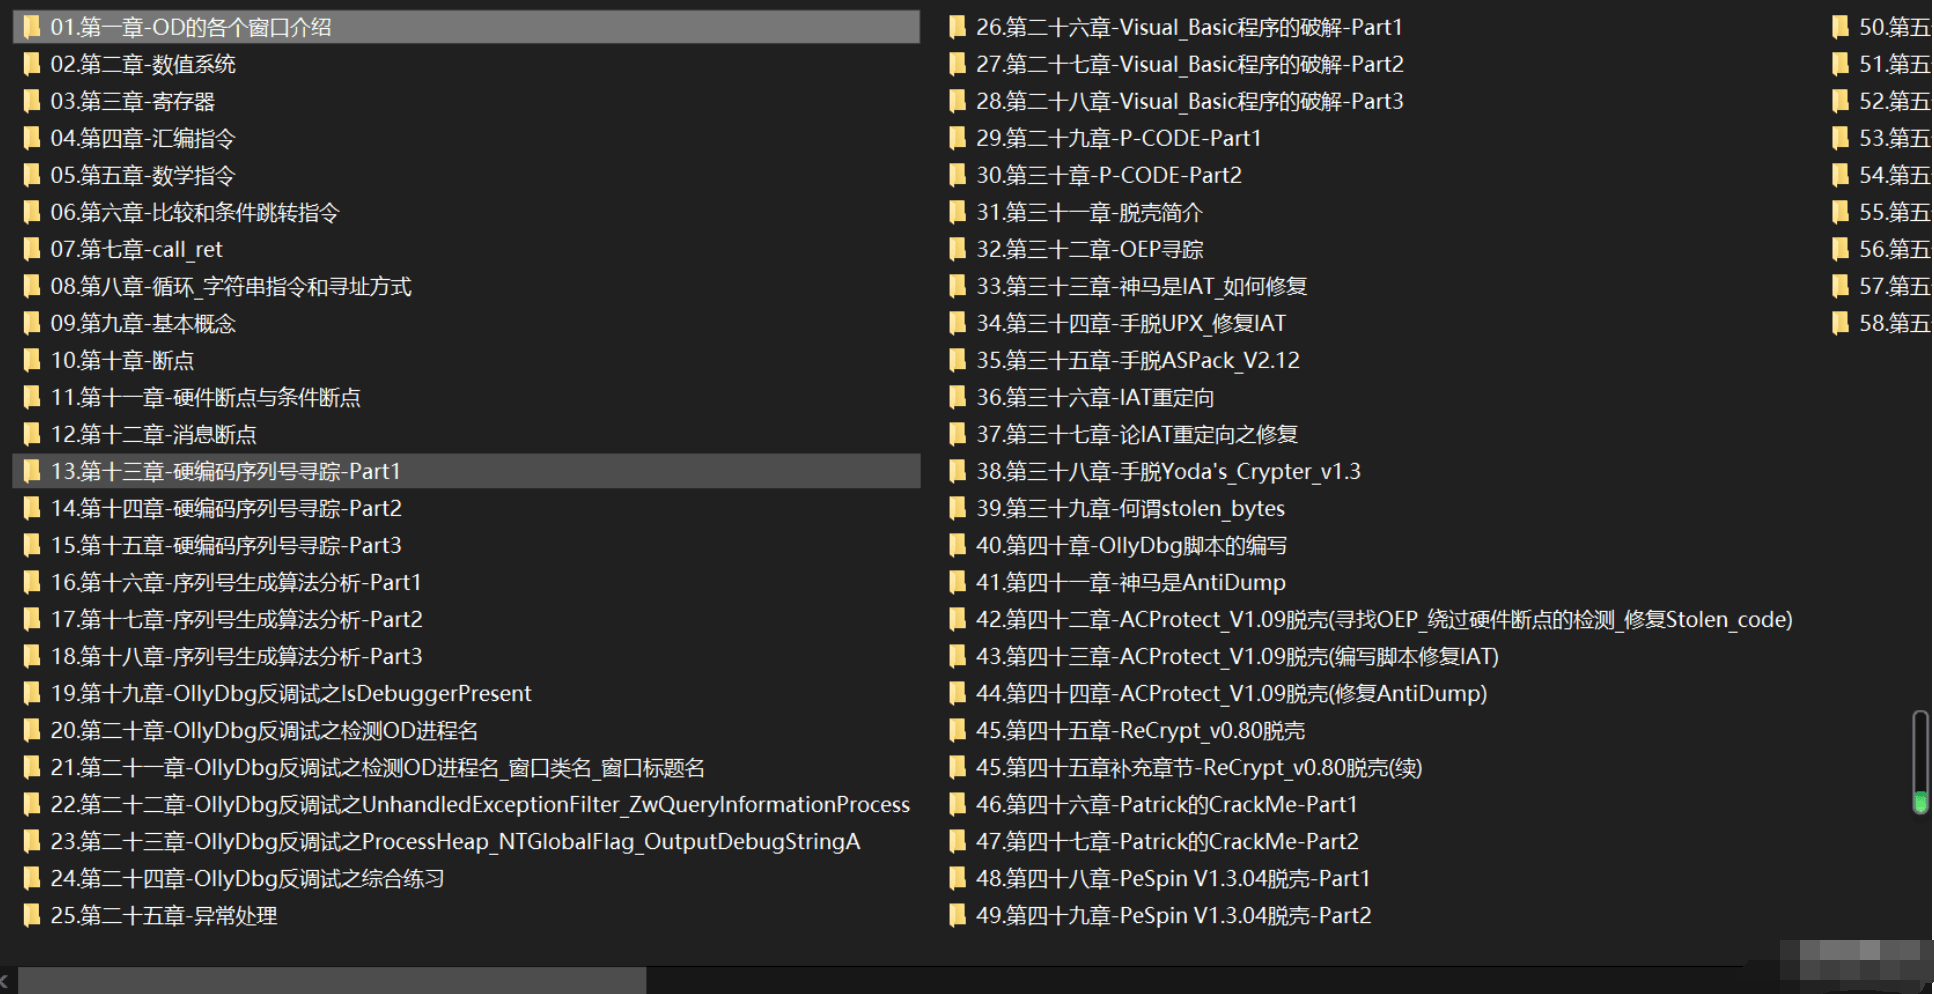 01.第一章-OD的各个窗口介绍
02.第二章-数值系统
03.第三章-寄存器
04.第四章-汇编指令
05.第五章-数学指令
06.第六章-比较和条件跳转指令
07.第七章-call_ret
08.第八章-循环_字符串指令和寻址方式
09.第九章-基本概念
10.第十章-断点
11.第十一章-硬件断点与条件断点
12.第十二章-消息断点
13.第十三章-硬编码序列号寻踪-Part1
14.第十四章-硬编码序列号寻踪-Part2
15.第十五章-硬编码序列号寻踪-Part3
16.第十六章-序列号生成算法分析-Part1
17.第十七章-序列号生成算法分析-Part2
18.第十八章-序列号生成算法分析-Part3
19.第十九章-OllyDbg反调试之IsDebuggerPresent
20.第二十章-OllyDbg反调试之检测OD进程名
21.第二十一章-OllyDbg反调试之检测OD进程名_窗口类名_窗口标题名
22.第二十二章-OllyDbg反调试之UnhandledExceptionFilter_ZwQueryInformationProcess
23.第二十三章-OllyDbg反调试之ProcessHeap_NTGlobalFlag_OutputDebugStringA
24.第二十四章-OllyDbg反调试之综合练习
25.第二十五章-异常处理
26.第二十六章-Visual_Basic程序的破解-Part1
27.第二十七章-Visual_Basic程序的破解-Part2
28.第二十八章-Visual_Basic程序的破解-Part3
29.第二十九章-P-CODE-Part1
30.第三十章-P-CODE-Part2
31.第三十一章-脱壳简介
32.第三十二章-OEP寻踪
33.第三十三章-神马是IAT_如何修复
34.第三十四章-手脱UPX_修复IAT
35.第三十五章-手脱ASPack_V2.12
36.第三十六章-IAT重定向
37.第三十七章-论IAT重定向之修复
38.第三十八章-手脱Yoda's_Crypter_v1.3
39.第三十九章-何谓stolen_bytes
40.第四十章-OllyDbg脚本的编写
41.第四十一章-神马是AntiDump
42.第四十二章-ACProtect_V1.09脱壳(寻找OEP_绕过硬件断点的检测_修复Stolen_code)
43.第四十三章-ACProtect_V1.09脱壳(编写脚本修复IAT)
44.第四十四章-ACProtect_V1.09脱壳(修复AntiDump)
45.第四十五章-ReCrypt_v0.80脱壳
45.第四十五章补充章节-ReCrypt_v0.80脱壳(续)
46.第四十六章-Patrick的CrackMe-Part1
47.第四十七章-Patrick的CrackMe-Part2
48.第四十八章-PeSpin V1.3.04脱壳-Part1
49.第四十九章-PeSpin V1.3.04脱壳-Part2
50.第五
51.第五
52.第五
53.第五
54.第五
55.第五
56.第五
57.第五
58.第五